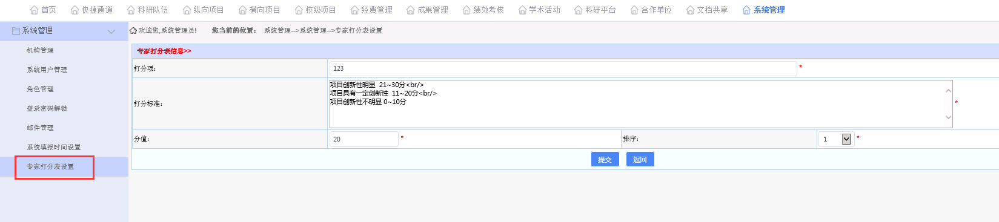 首页 快捷通道 科研队伍 纵向项目 横向项目 校级项目 经费管理 成果管理 绩效考核 学术活动 科研平台 合作单位 文档共享 系统管理
系统管理
欢迎您,系统管理员! 您当前的位置: 系统管理-->系统管理-->专家打分表设置
机构管理
系统用户管理
角色管理
登录密码解锁
邮件管理
系统填报时间设置
专家打分表设置
专家打分表信息>>
打分项: 123 *
打分标准:
项目创新性明显 21~30分<br/>
项目具有一定创新性 11~20分<br/>
项目创新性不明显 0~10分
*
分值: 20 * 排序: 1 *
提交 返回